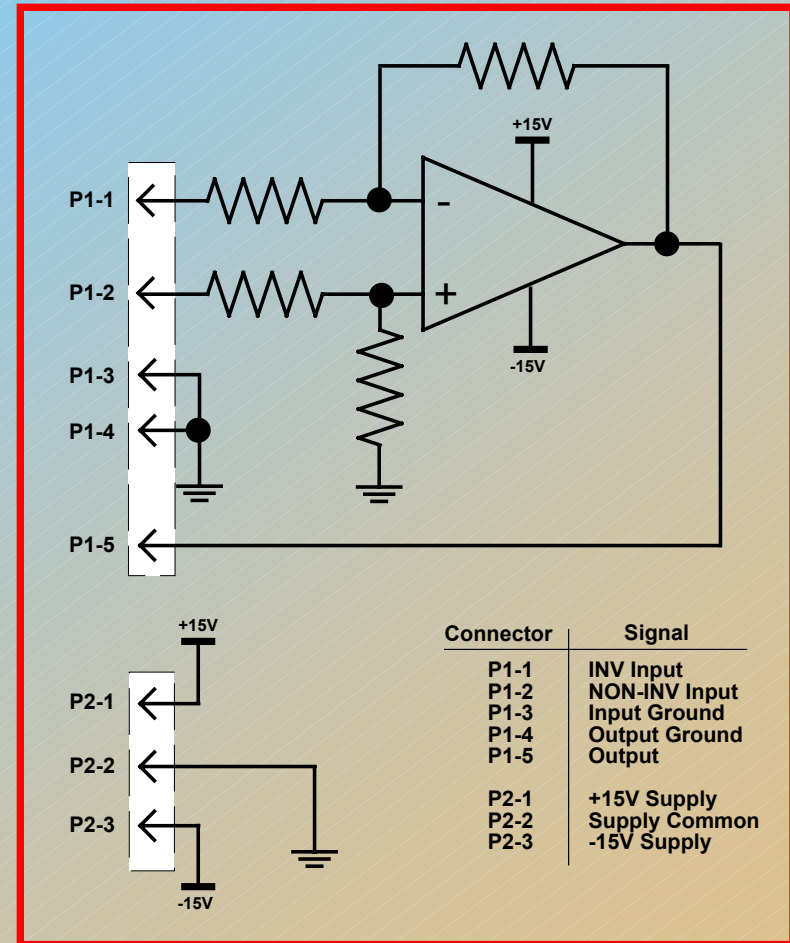 +15V
P1-1
-
P1-2
+
-15V
P1-3
P1-4
P1-5
+15V
P2-1
P2-2
P2-3
-15V
Connector Signal
P1-1 INV Input
P1-2 NON-INV Input
P1-3 Input Ground
P1-4 Output Ground
P1-5 Output
P2-1 +15V Supply
P2-2 Supply Common
P2-3 -15V Supply